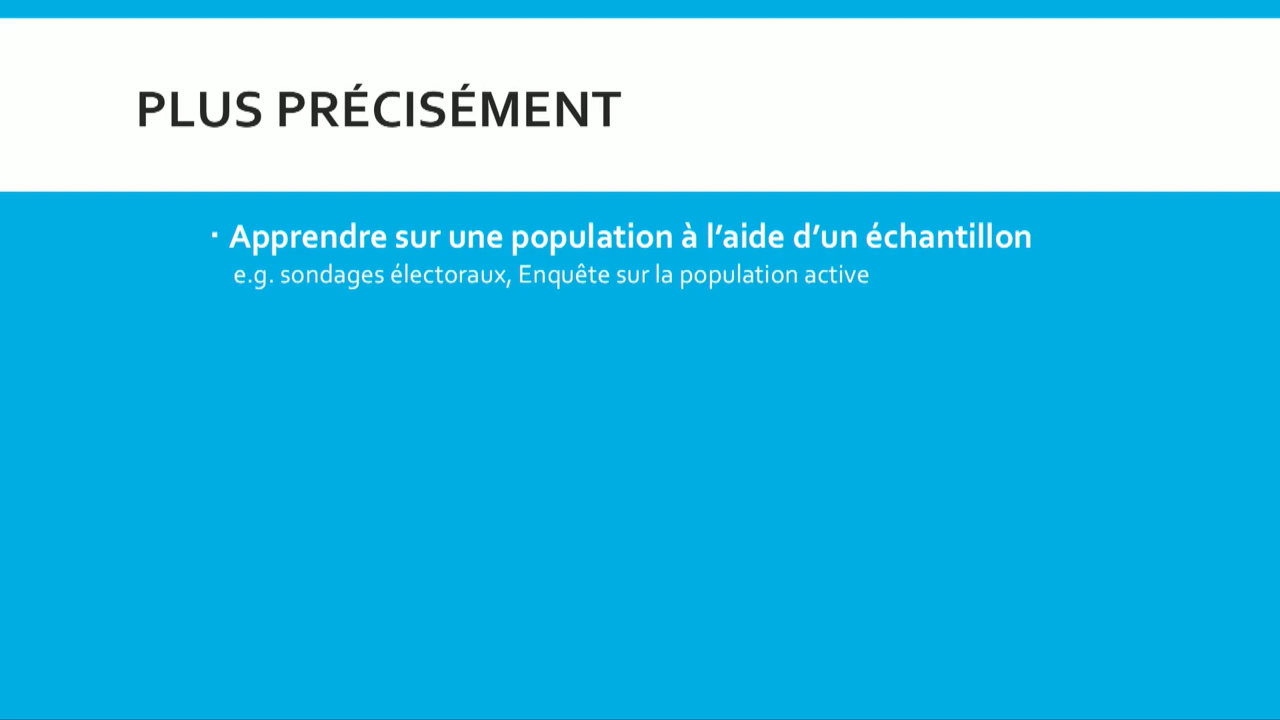 PLUS PRÉCISÉMENT
▪ Apprendre sur une population à l’aide d’un échantillon
e.g. sondages électoraux, Enquête sur la population active